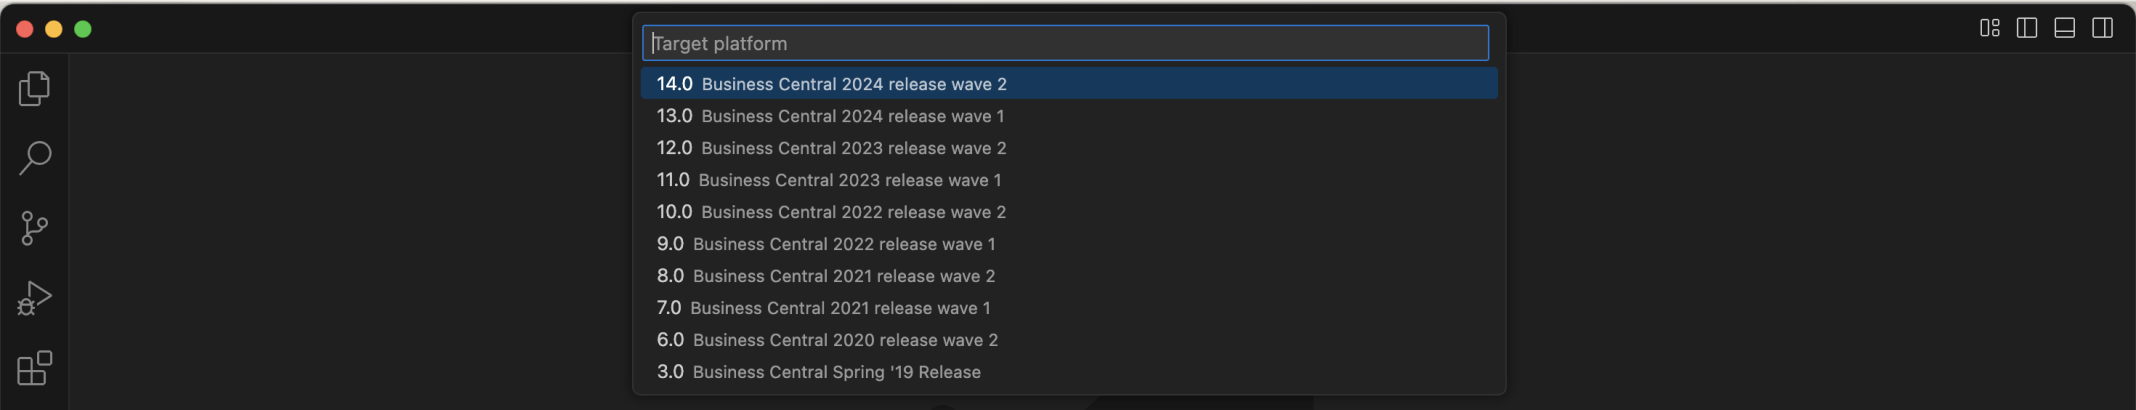 Target platform
14.0 Business Central 2024 release wave 2
13.0 Business Central 2024 release wave 1
12.0 Business Central 2023 release wave 2
11.0 Business Central 2023 release wave 1
10.0 Business Central 2022 release wave 2
9.0 Business Central 2022 release wave 1
8.0 Business Central 2021 release wave 2
7.0 Business Central 2021 release wave 1
6.0 Business Central 2020 release wave 2
3.0 Business Central Spring '19 Release